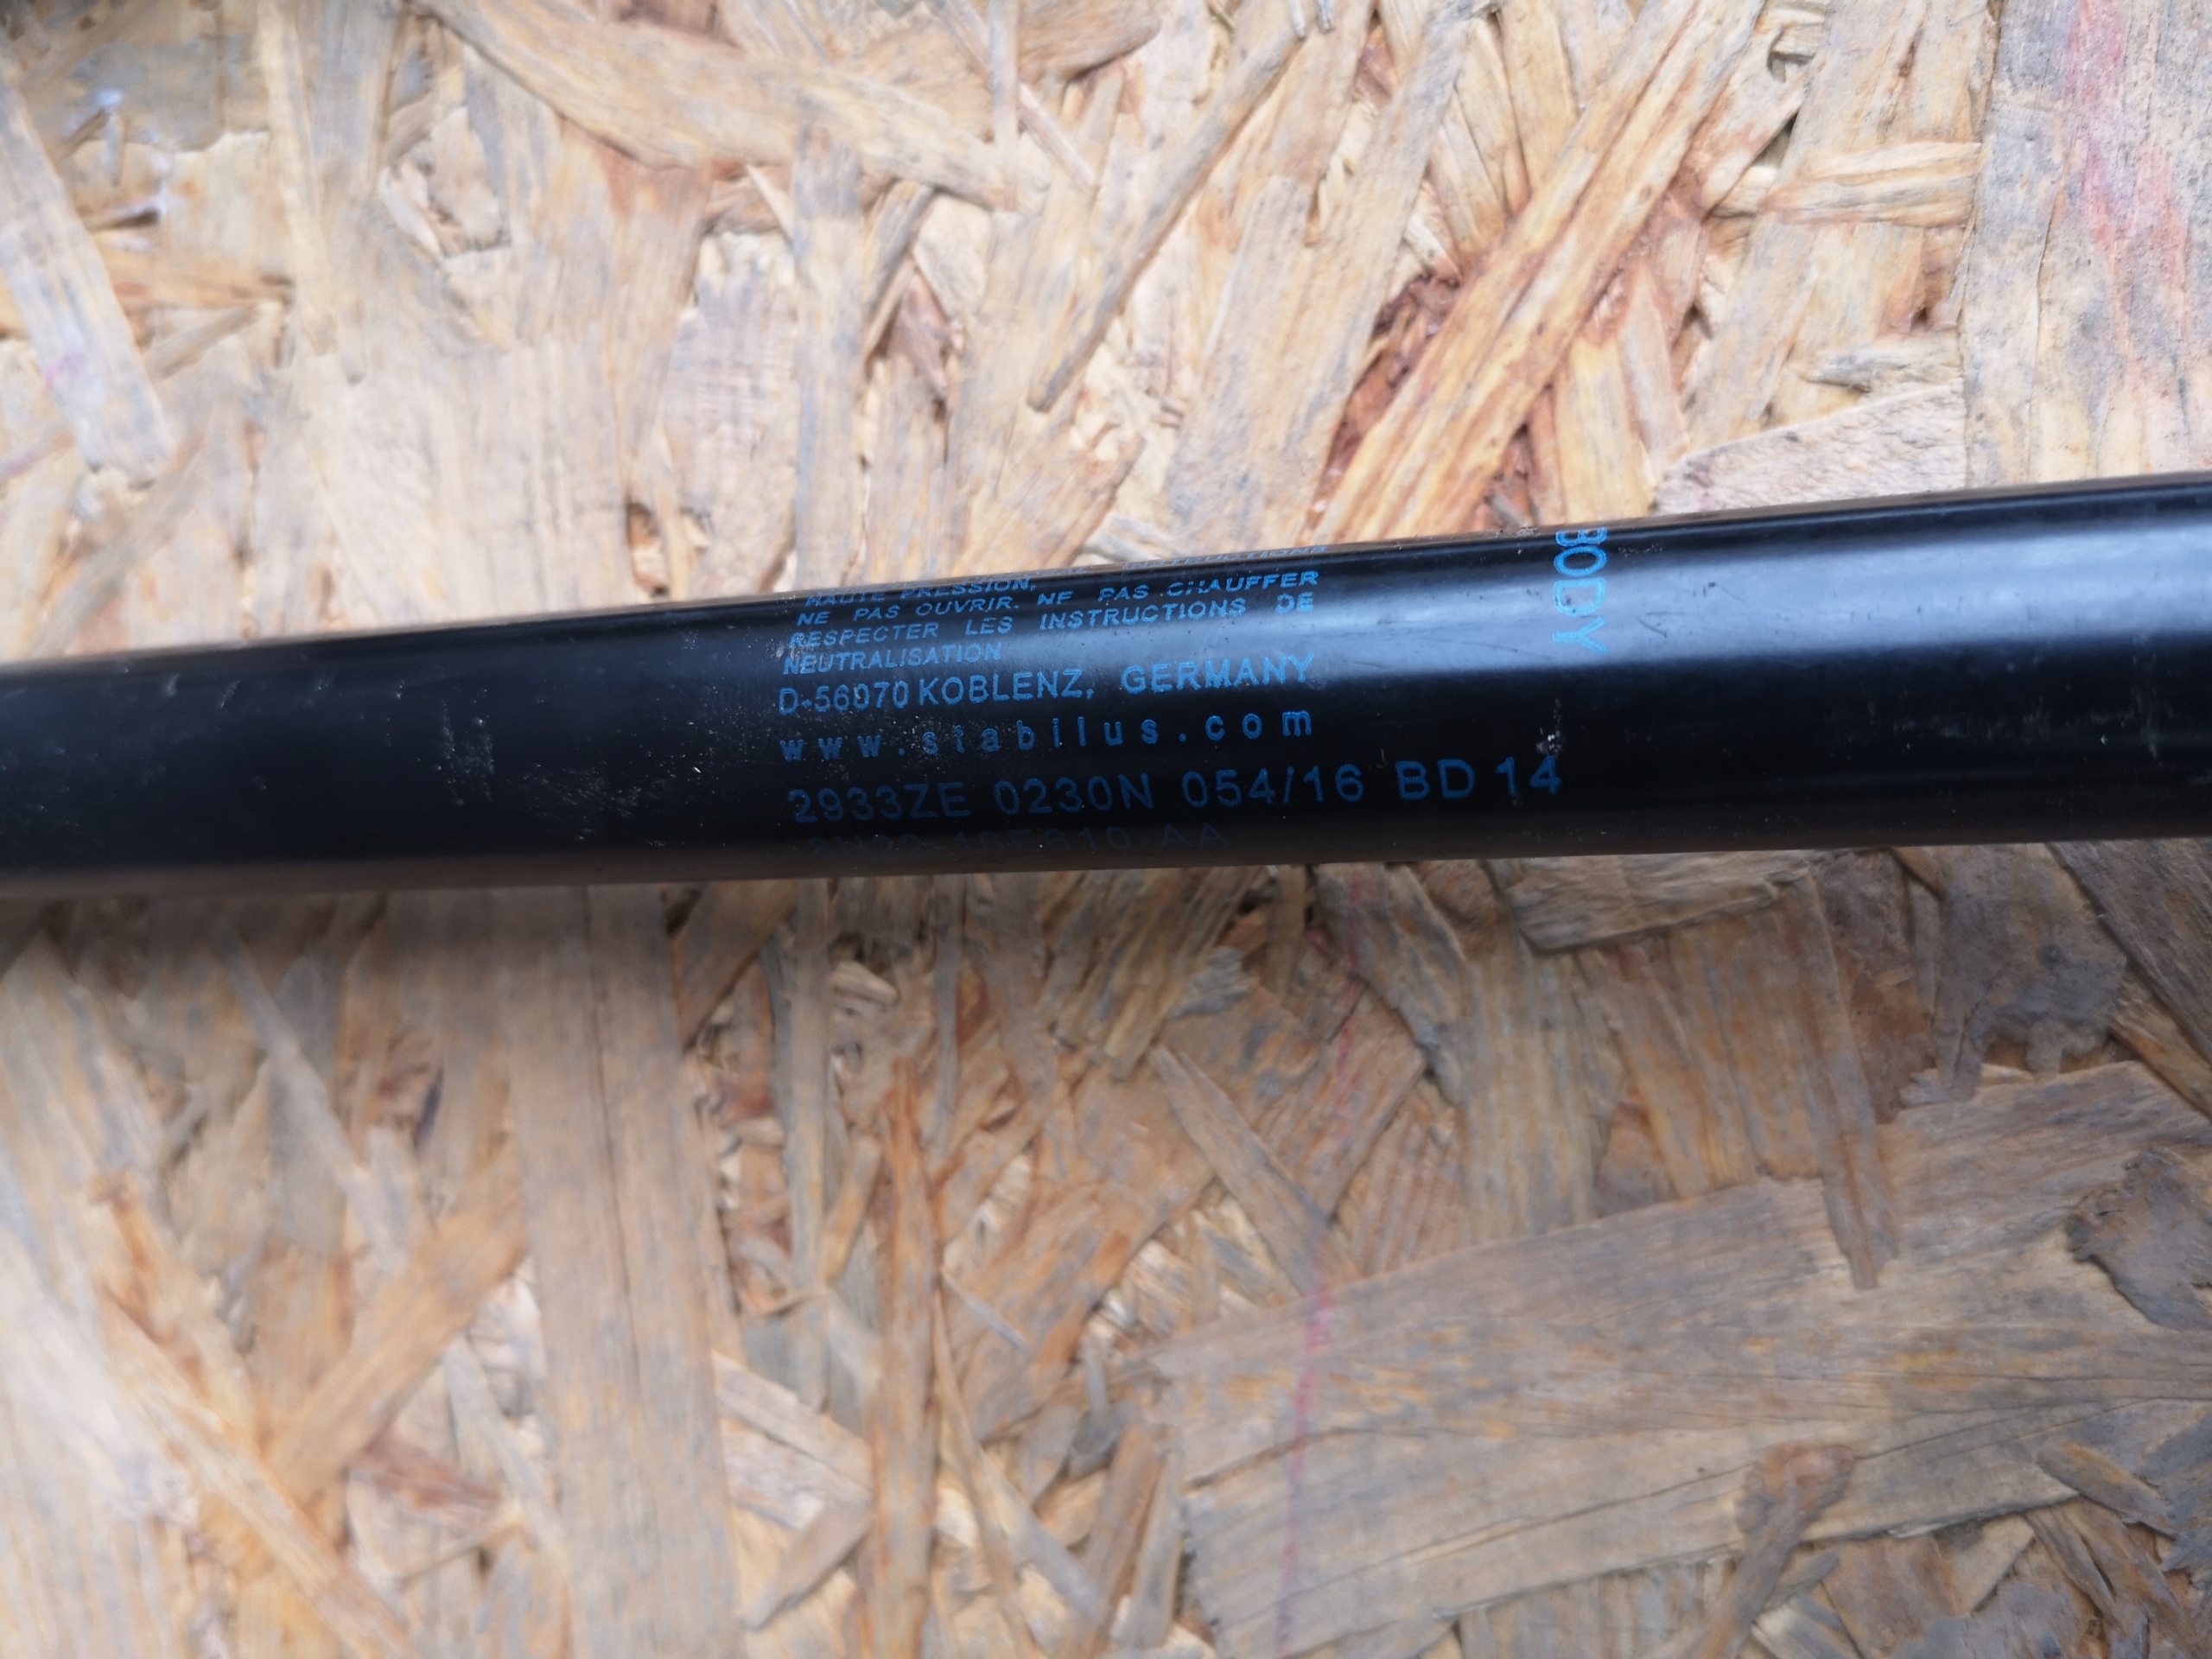 INSTRUCTIONS
HAUTE PRESSION,
NE PAS OUVRIR. NE PAS CHAUFFER
RESPECTER LES INSTRUCTIONS DE
NEUTRALISATION
D-56070 KOBLENZ, GERMANY
www.stabilus.com
2933ZE 0230N 054/16 BD 14
BODY